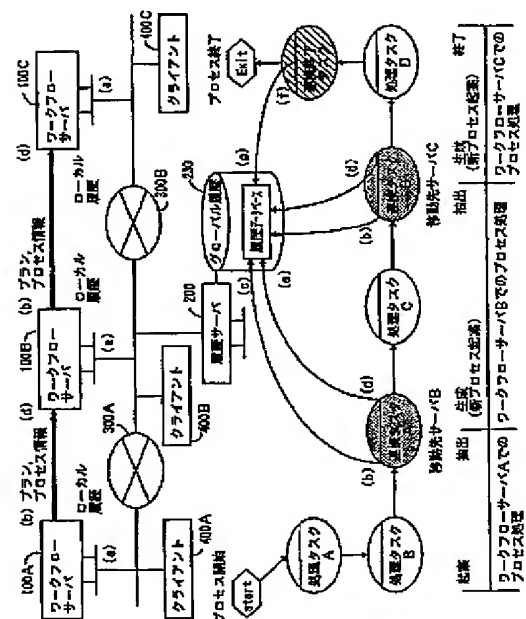 100A
ワークフロー
サーバ
(a)
(b) プラン、
プロセス情報
ローカル
履歴
(d)
100B
ワークフロー
サーバ
(a)
(b) プラン、
プロセス情報
ローカル
履歴
(d)
100C
ワークフロー
サーバ
(a)
ローカル
履歴
300A
300B
クライアント
400A
クライアント
400B
クライアント
400C
200
履歴サーバ
230
グローバル履歴
履歴データベース
(c)
(e)
(g)
(b)
(d)
(b)
(d)
(f)
プロセス開始
start
処理タスク
A
処理タスク
B
移動先サーバB
処理タスク
C
移動先サーバC
処理タスク
D
プロセス終了
Exit
起案
抽出
生成
(新プロセス起案)
抽出
生成
(新プロセス起案)
終了
ワークフローサーバAでの
プロセス処理
ワークフローサーバBでのプロセス処理
ワークフローサーバCでの
プロセス処理